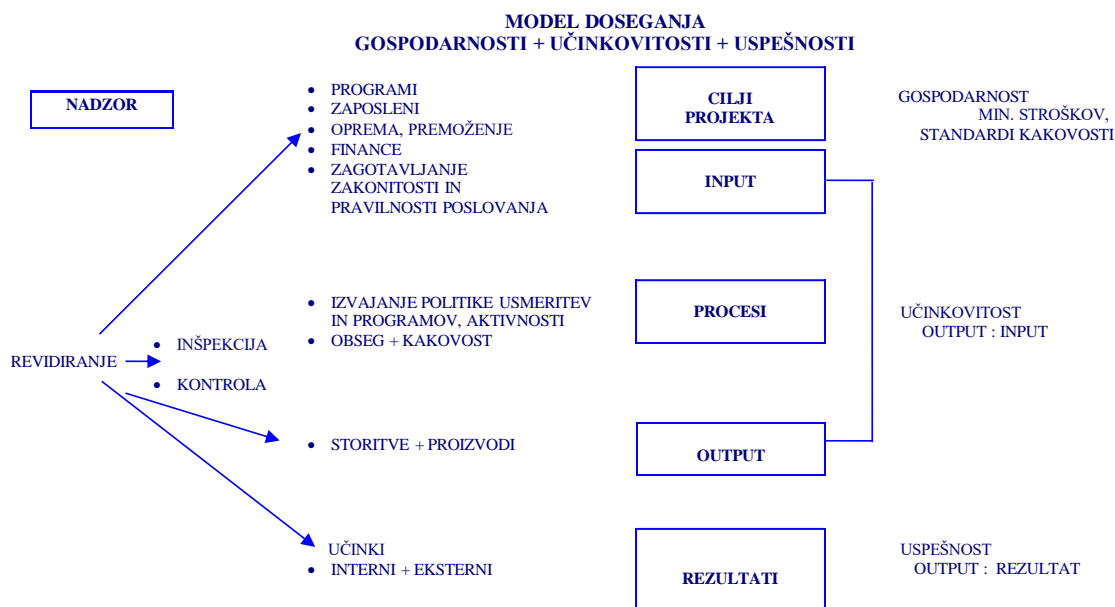 MODEL DOSEGANJA
GOSPODARNOSTI + UČINKOVITOSTI + USPEŠNOSTI
NADZOR
• PROGRAMI
• ZAPOSLENI
• OPREMA, PREMOŽENJE
• FINANCE
• ZAGOTAVLJANJE
ZAKONITOSTI IN
PRAVILNOSTI POSLOVANJA
CILJI
PROJEKTA
INPUT
GOSPODARNOST
MIN. STROŠKOV,
STANDARDI KAKOVOSTI
REVIDIRANJE
• INŠPEKCIJA
• KONTROLA
• IZVAJANJE POLITIKE USMERITEV
IN PROGRAMOV, AKTIVNOSTI
• OBSEG + KAKOVOST
PROCESI
UČINKOVITOST
OUTPUT : INPUT
• STORITVE + PROIZVODI
OUTPUT
UČINKI
• INTERNI + EKSTERNI
REZULTATI
USPEŠNOST
OUTPUT : REZULTAT